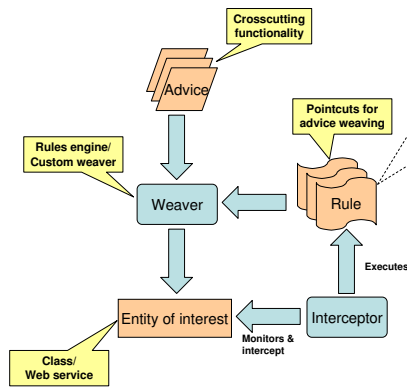 Crosscutting
functionality
Advice
Pointcuts for
advice weaving
Rules engine/
Custom weaver
Weaver
Rule
Executes
Entity of interest
Interceptor
Monitors &
intercept
Class/
Web service